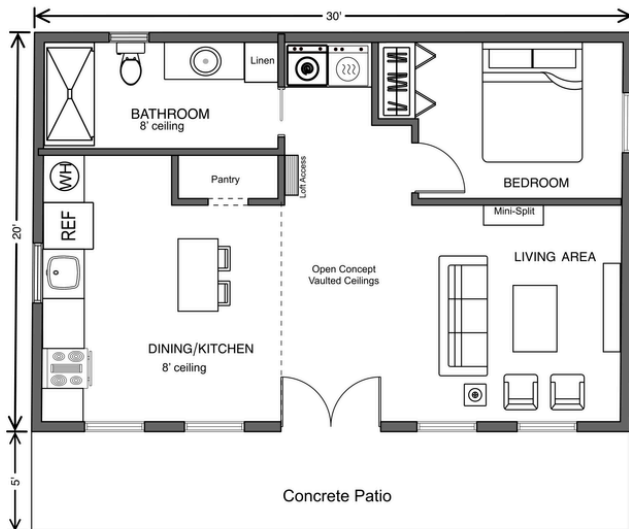 30'
Linen
BATHROOM
8' ceiling
WH
Pantry
Loft Access
BEDROOM
20'
REF
Mini-Split
LIVING AREA
Open Concept
Vaulted Ceilings
DINING/KITCHEN
8' ceiling
5'
Concrete Patio